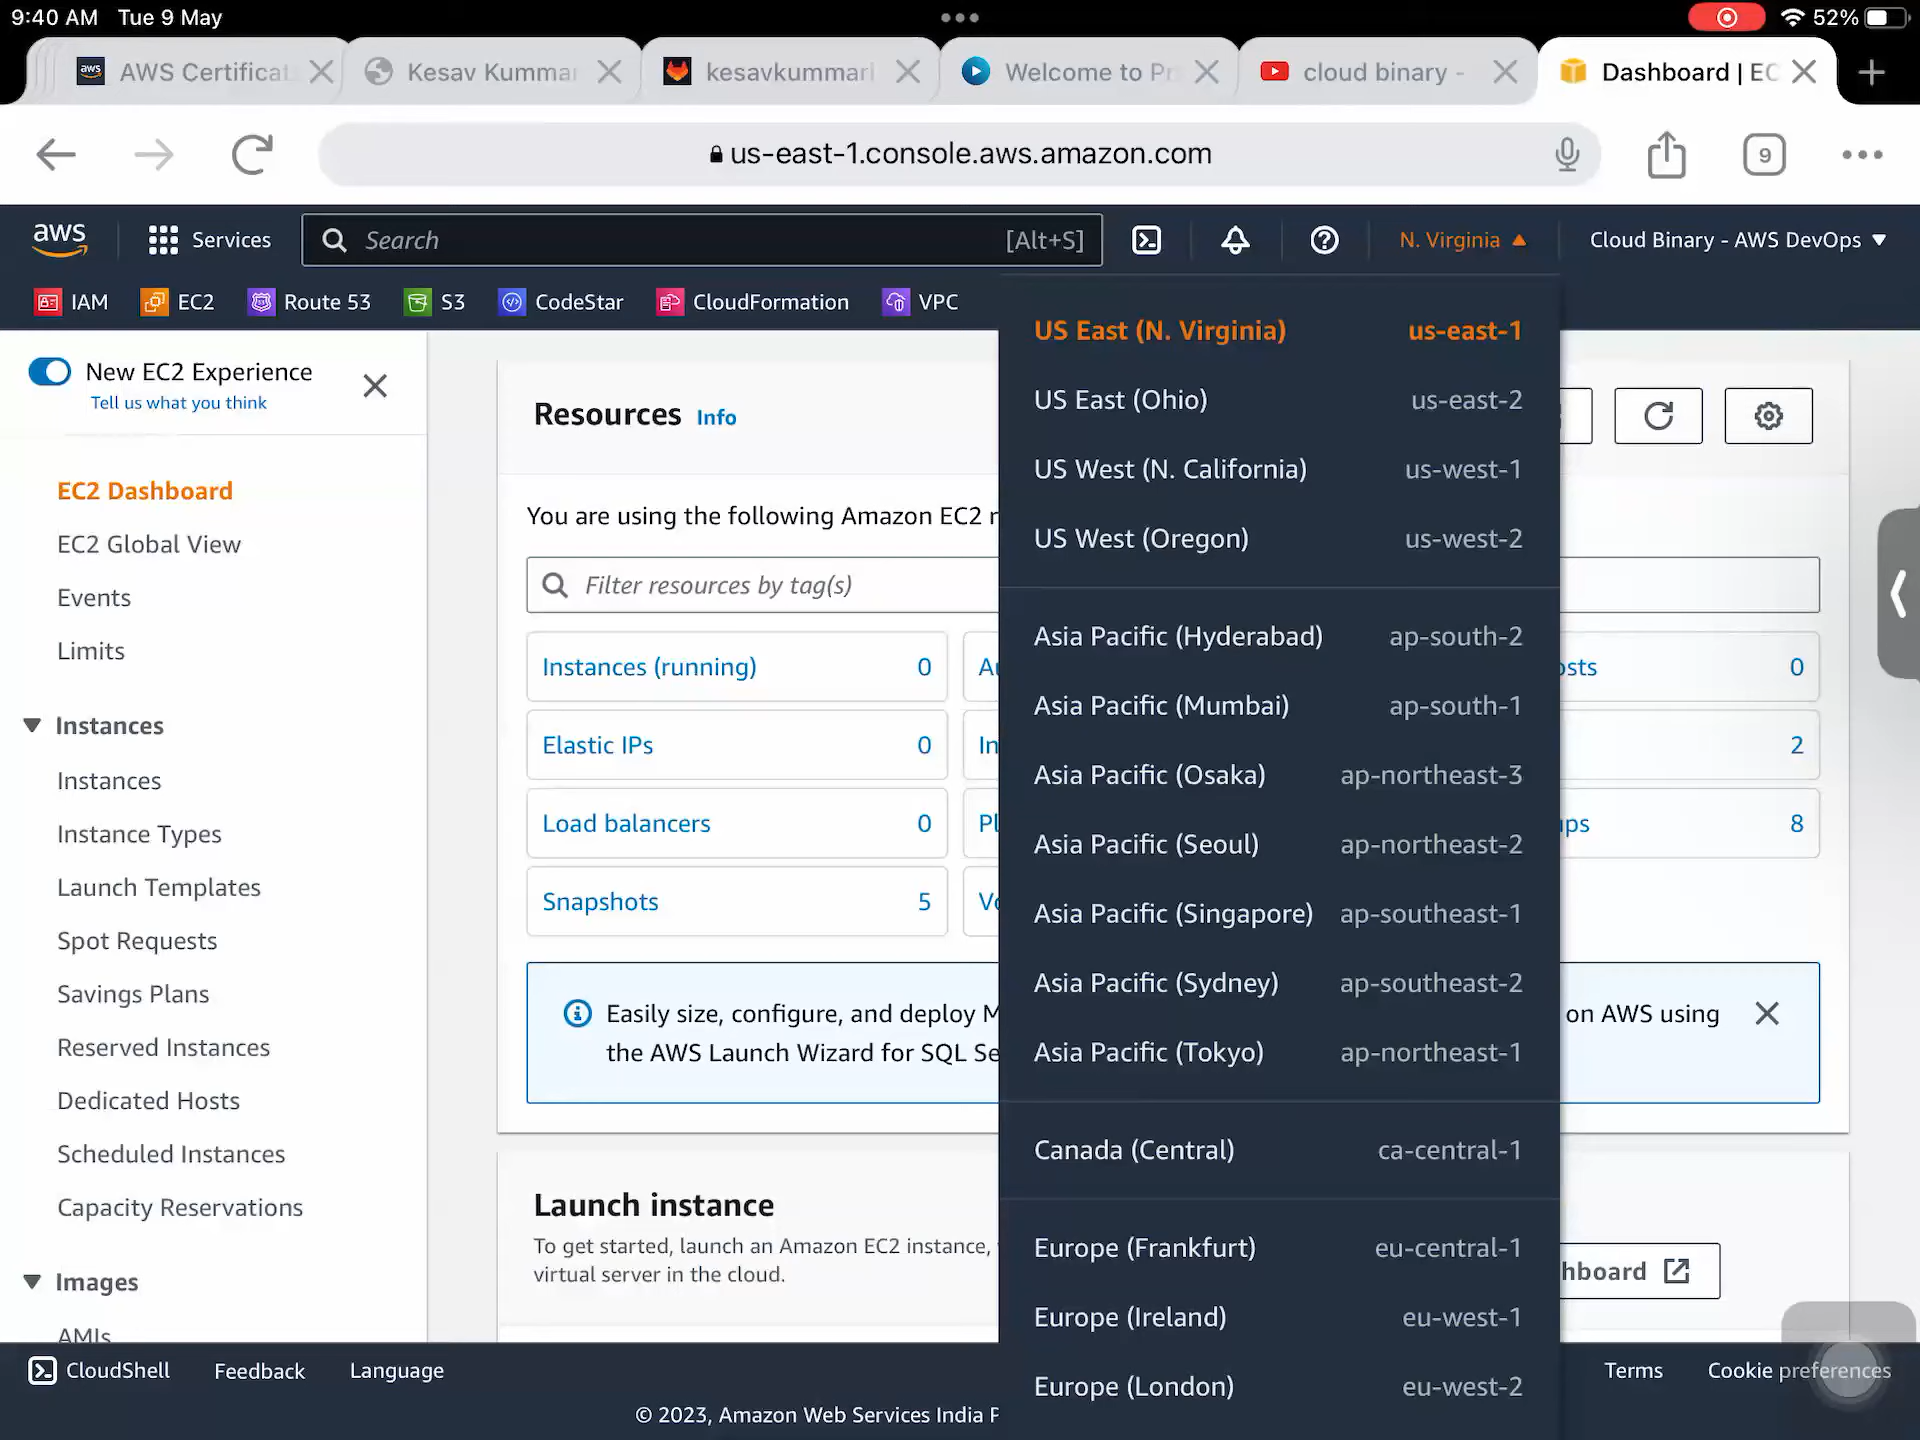 9:40 AM Tue 9 May
52%
aws AWS Certificat
Kesav Kummar
kesavkummari
Welcome to Pr
cloud binary -
Dashboard | EC
us-east-1.console.aws.amazon.com
9
aws
Services
Search
[Alt+S]
N. Virginia
Cloud Binary - AWS DevOps
IAM
EC2
Route 53
S3
CodeStar
CloudFormation
VPC
New EC2 Experience
Tell us what you think
EC2 Dashboard
EC2 Global View
Events
Limits
Instances
Instances
Instance Types
Launch Templates
Spot Requests
Savings Plans
Reserved Instances
Dedicated Hosts
Scheduled Instances
Capacity Reservations
Images
AMIs
Resources Info
You are using the following Amazon EC2 r
Filter resources by tag(s)
Instances (running) 0
Elastic IPs 0
Load balancers 0
Snapshots 5
Au
In
Pl
Vo
osts 0
2
ups 8
Easily size, configure, and deploy M
the AWS Launch Wizard for SQL Se
on AWS using
Launch instance
To get started, launch an Amazon EC2 instance,
virtual server in the cloud.
hboard
US East (N. Virginia) us-east-1
US East (Ohio) us-east-2
US West (N. California) us-west-1
US West (Oregon) us-west-2
Asia Pacific (Hyderabad) ap-south-2
Asia Pacific (Mumbai) ap-south-1
Asia Pacific (Osaka) ap-northeast-3
Asia Pacific (Seoul) ap-northeast-2
Asia Pacific (Singapore) ap-southeast-1
Asia Pacific (Sydney) ap-southeast-2
Asia Pacific (Tokyo) ap-northeast-1
Canada (Central) ca-central-1
Europe (Frankfurt) eu-central-1
Europe (Ireland) eu-west-1
Europe (London) eu-west-2
CloudShell
Feedback
Language
Terms
Cookie preferences
© 2023, Amazon Web Services India P